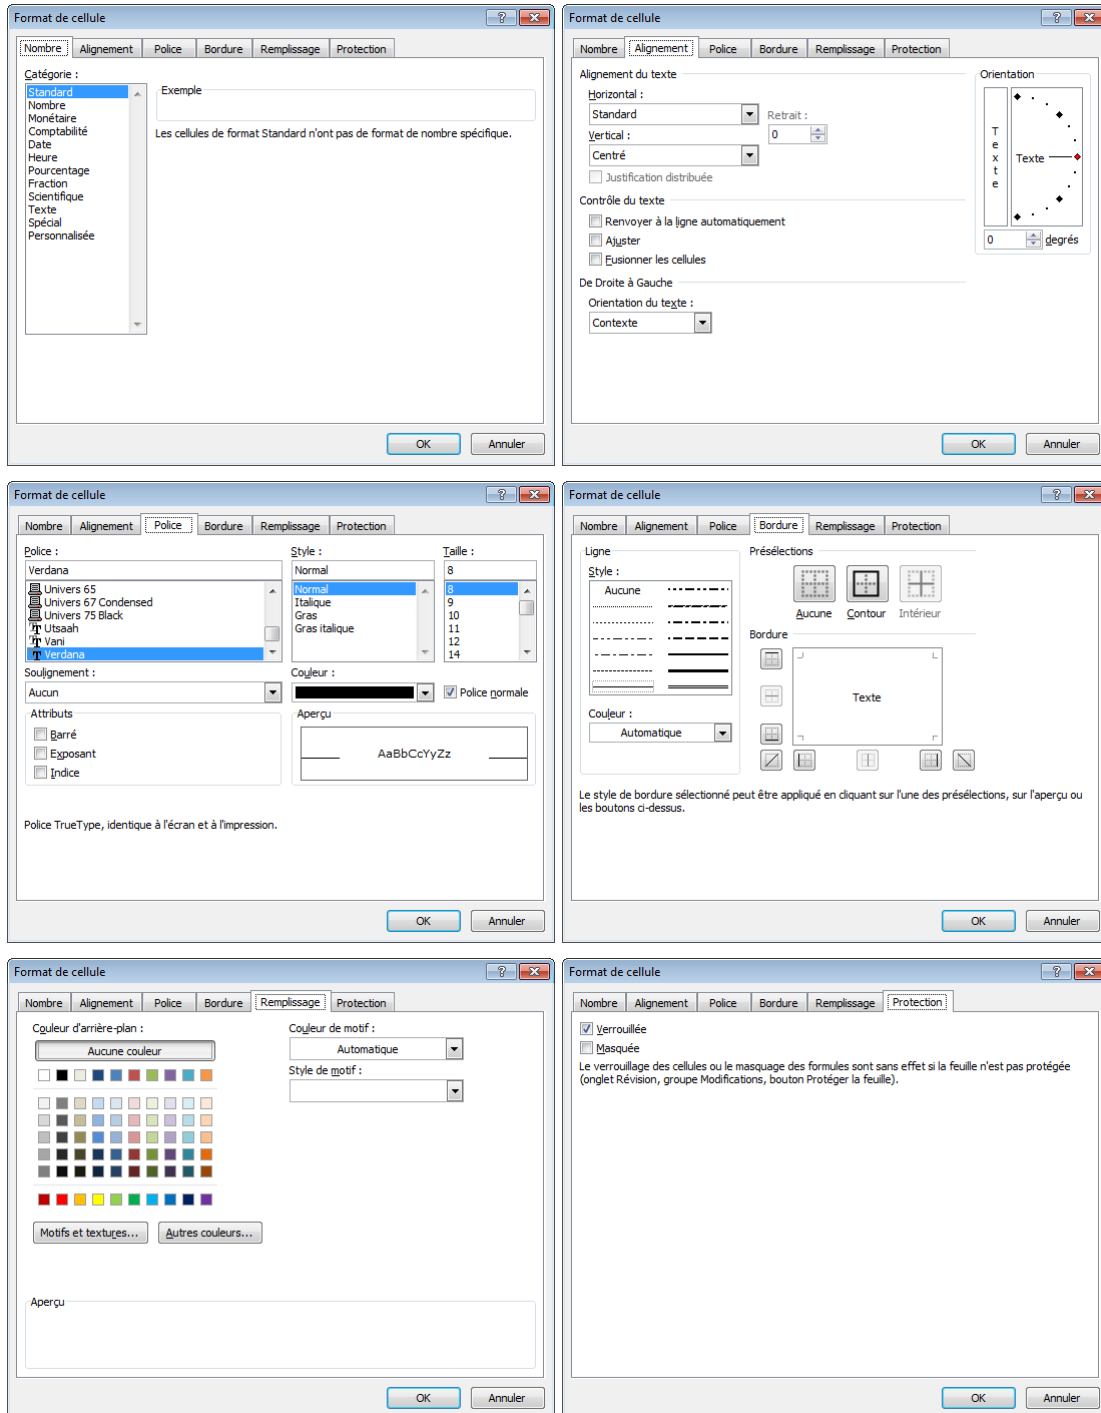 Format de cellule
Nombre Alignement Police Bordure Remplissage Protection
Catégorie :
Standard
Nombre
Monétaire
Comptabilité
Date
Heure
Pourcentage
Fraction
Scientifique
Texte
Spécial
Personnalisée
Exemple
Les cellules de format Standard n'ont pas de format de nombre spécifique.
OK Annuler
Format de cellule
Nombre Alignement Police Bordure Remplissage Protection
Alignement du texte
Horizontal :
Standard
Retrait :
0
Vertical :
Centré
Justification distribuée
Contrôle du texte
Renvoyer à la ligne automatiquement
Ajuster
Fusionner les cellules
De Droite à Gauche
Orientation du texte :
Contexte
Orientation
Texte
Texte
0 degrés
OK Annuler
Format de cellule
Nombre Alignement Police Bordure Remplissage Protection
Police :
Verdana
Univers 65
Univers 67 Condensed
Univers 75 Black
Utsaah
Vani
Verdana
Style :
Normal
Normal
Italique
Gras
Gras italique
Taille :
8
8
9
10
11
12
14
Soulignement :
Aucun
Couleur :
Police normale
Attributs
Barré
Exposant
Indice
Aperçu
AaBbCcYyZz
Police TrueType, identique à l'écran et à l'impression.
OK Annuler
Format de cellule
Nombre Alignement Police Bordure Remplissage Protection
Ligne
Style :
Aucune
Couleur :
Automatique
Présélections
Aucune Contour Intérieur
Bordure
Texte
Le style de bordure sélectionné peut être appliqué en cliquant sur l'une des présélections, sur l'aperçu ou
les boutons ci-dessus.
OK Annuler
Format de cellule
Nombre Alignement Police Bordure Remplissage Protection
Couleur d'arrière-plan :
Aucune couleur
Couleur de motif :
Automatique
Style de motif :
Motifs et textures... Autres couleurs...
Aperçu
OK Annuler
Format de cellule
Nombre Alignement Police Bordure Remplissage Protection
Verrouillée
Masquée
Le verrouillage des cellules ou le masquage des formules sont sans effet si la feuille n'est pas protégée
(onglet Révision, groupe Modifications, bouton Protéger la feuille).
OK Annuler